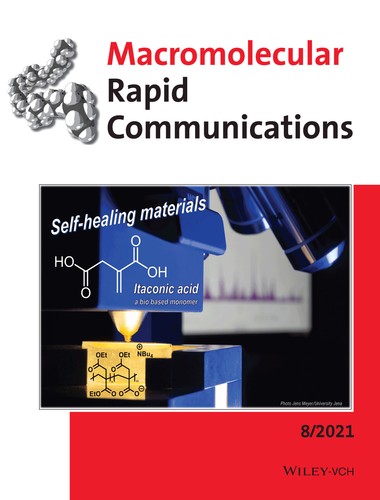 Macromolecular
Rapid
Communications
Self-healing materials
HO
O
O
OH
Itaconic acid
a bio based monomer
OEt
OEt
OEt
⊕ NBu₄
EtO
O
O
O
O
⊖
n
Photo Jens Meyer/University Jena
8/2021
WILEY-VCH